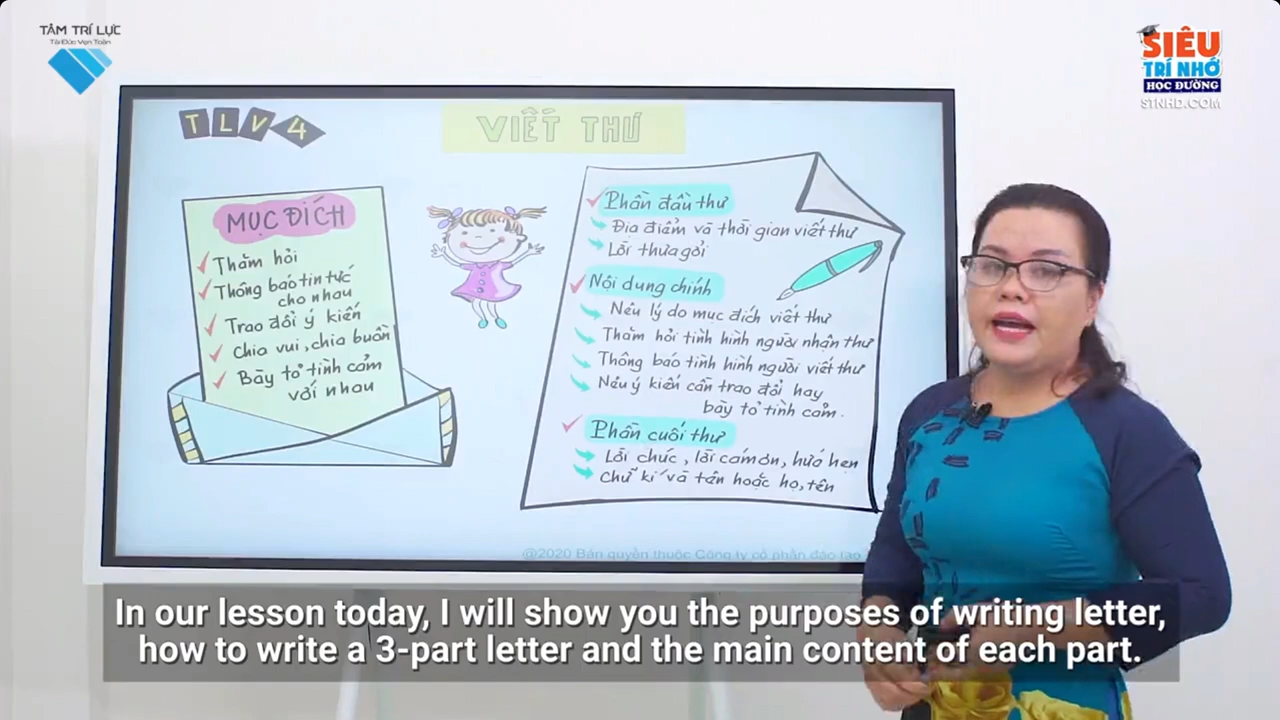 TÂM TRÍ LỰC
Tài Đức Vẹn Toàn
SIÊU
TRÍ NHỚ
HỌC ĐƯỜNG
STNHD.COM
TLV4
VIẾT THƯ
MỤC ĐÍCH
Thăm hỏi
Thông báo tin tức
cho nhau
Trao đổi ý kiến
Chia vui, chia buồn
Bày tỏ tình cảm
với nhau
Phần đầu thư
Địa điểm và thời gian viết thư
Lời thưa gởi
Nội dung chính
Nêu lý do mục đích viết thư
Thăm hỏi tình hình người nhận thư
Thông báo tình hình người viết thư
Nêu ý kiến cần trao đổi hay
bày tỏ tình cảm.
Phần cuối thư
Lời chúc, lời cám ơn, hứa hẹn
Chữ kí và tên hoặc họ, tên
@2020 Bản quyền thuộc Công ty cổ phần đào tạo
In our lesson today, I will show you the purposes of writing letter,
how to write a 3-part letter and the main content of each part.